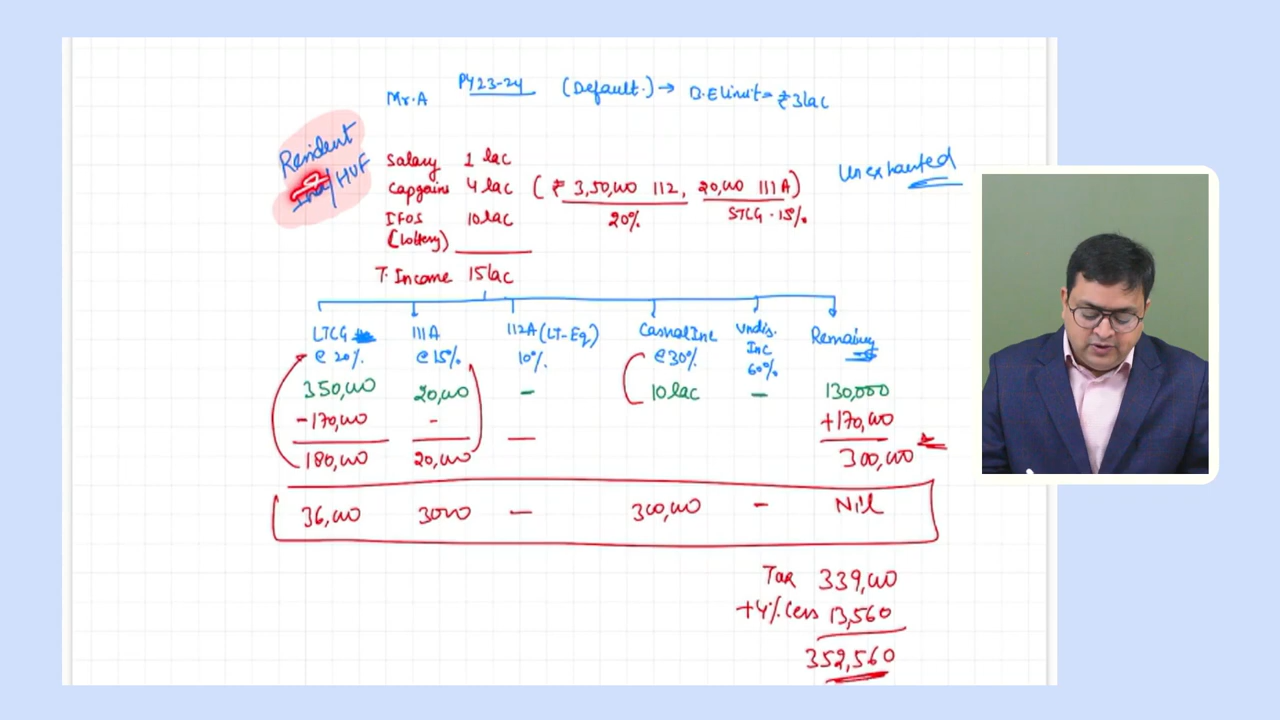 Mr.A PY23-24 (Default.) → B.E limit = ₹3lac
Resident
Ind/HUF
Salary 1 lac
Capgains 4 lac ( ₹ 3,50,000 112, 20,000 111A)
20% STCG · 15%
IFOS 10lac
(Lottery)
T. Income 15lac
Unexhausted
LTCG 111A 112A (LT-Eq) Casual Inc Undis. Inc Remaining
@ 20% @ 15% 10% @ 30% 60%
350,000 20,000 – 10 lac – 130,000
-170,000 - +170,000
180,000 20,000 300,000
36,000 3000 – 300,000 – Nil
Tax 339,000
+4% Cess 13,560
352,560